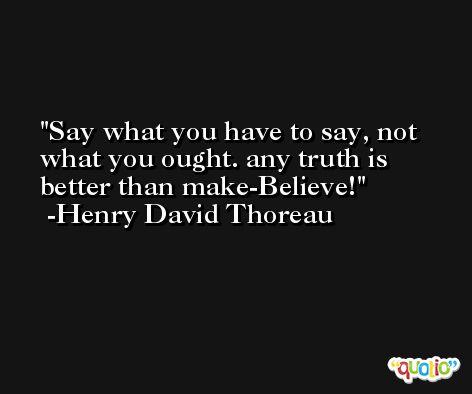 "Say what you have to say, not
what you ought. any truth is
better than make-Believe!"
-Henry David Thoreau
“quotio”